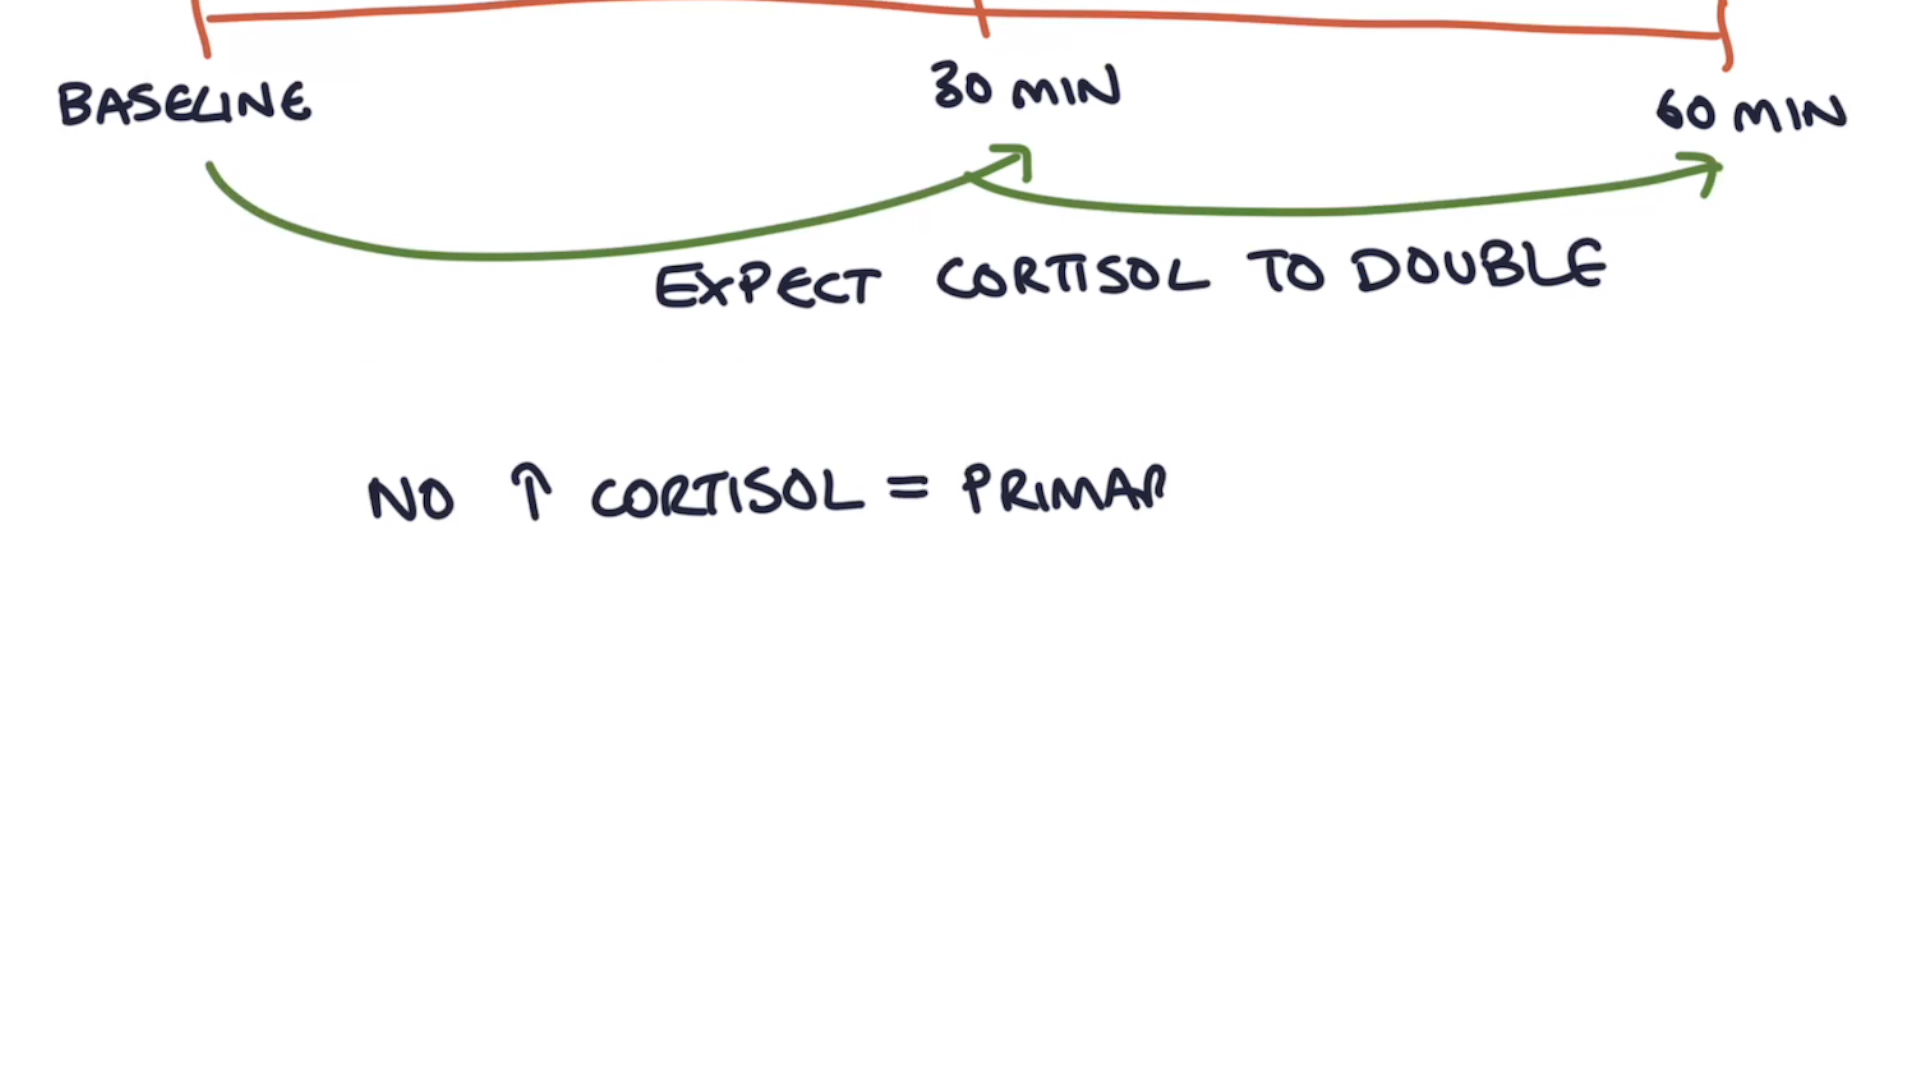 BASELINE 30 MIN 60 MIN
EXPECT CORTISOL TO DOUBLE
NO ↑ CORTISOL = PRIMAR